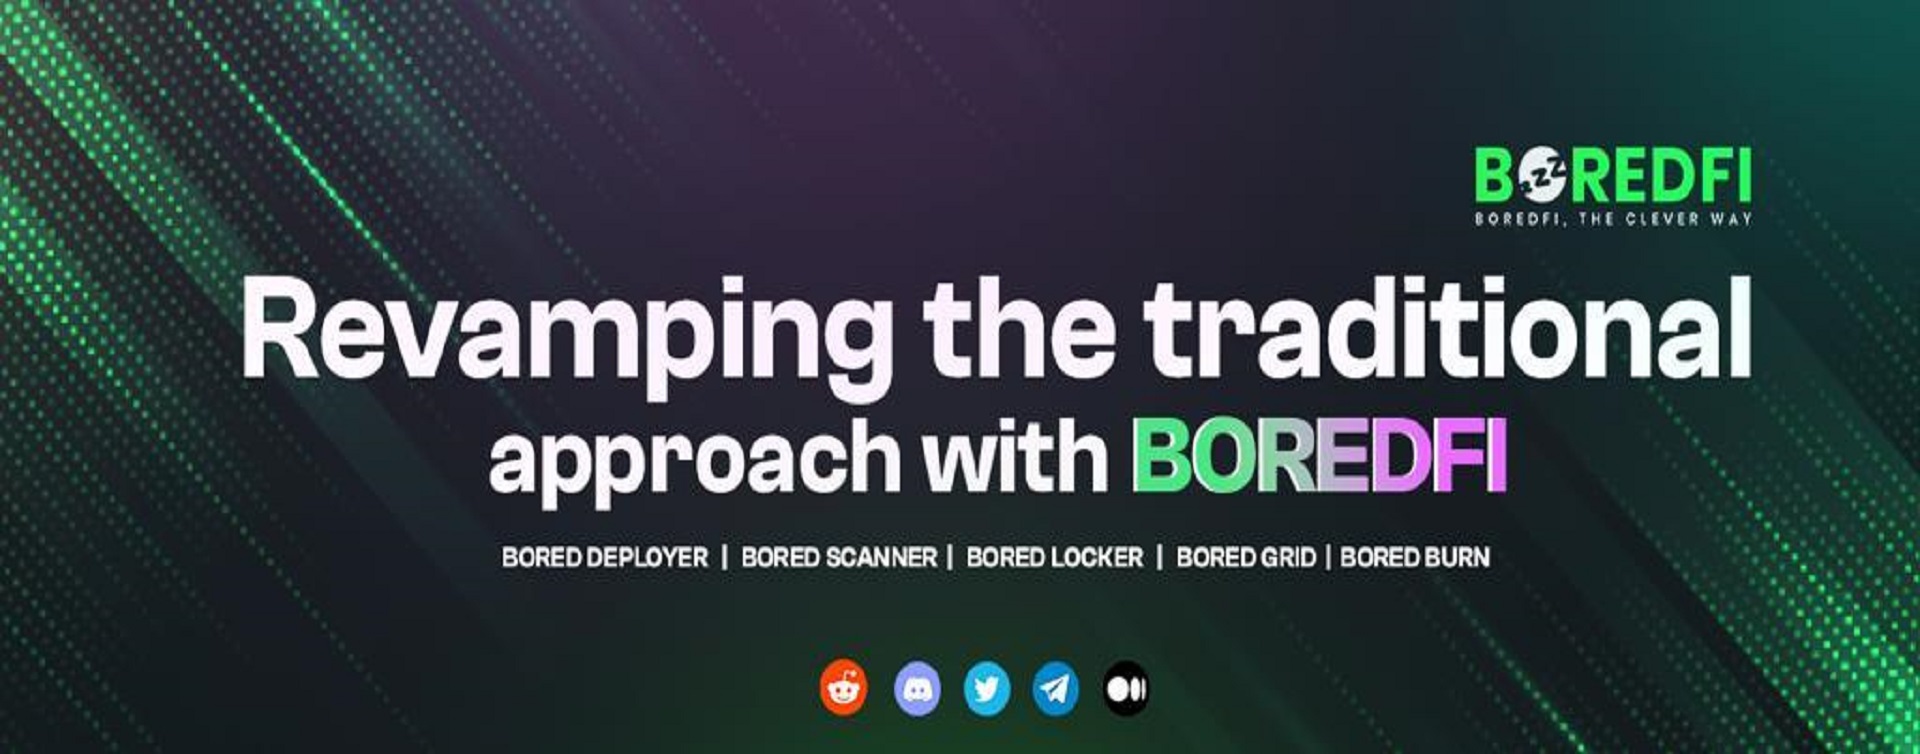 BOREDFI
BOREDFI, THE CLEVER WAY
Revamping the traditional
approach with BOREDFI
BORED DEPLOYER | BORED SCANNER | BORED LOCKER | BORED GRID | BORED BURN